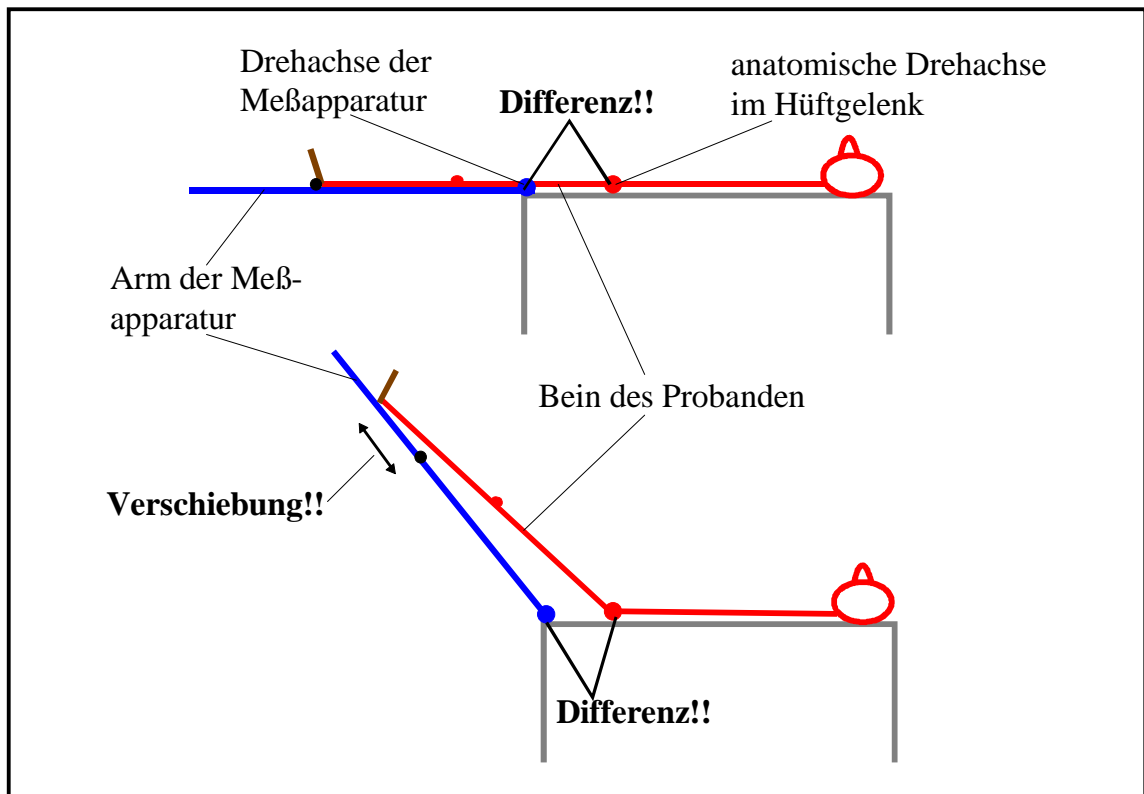 Drehachse der
Meßapparatur
Differenz!!
anatomische Drehachse
im Hüftgelenk
Arm der Meß-
apparatur
Bein des Probanden
Verschiebung!!
Differenz!!